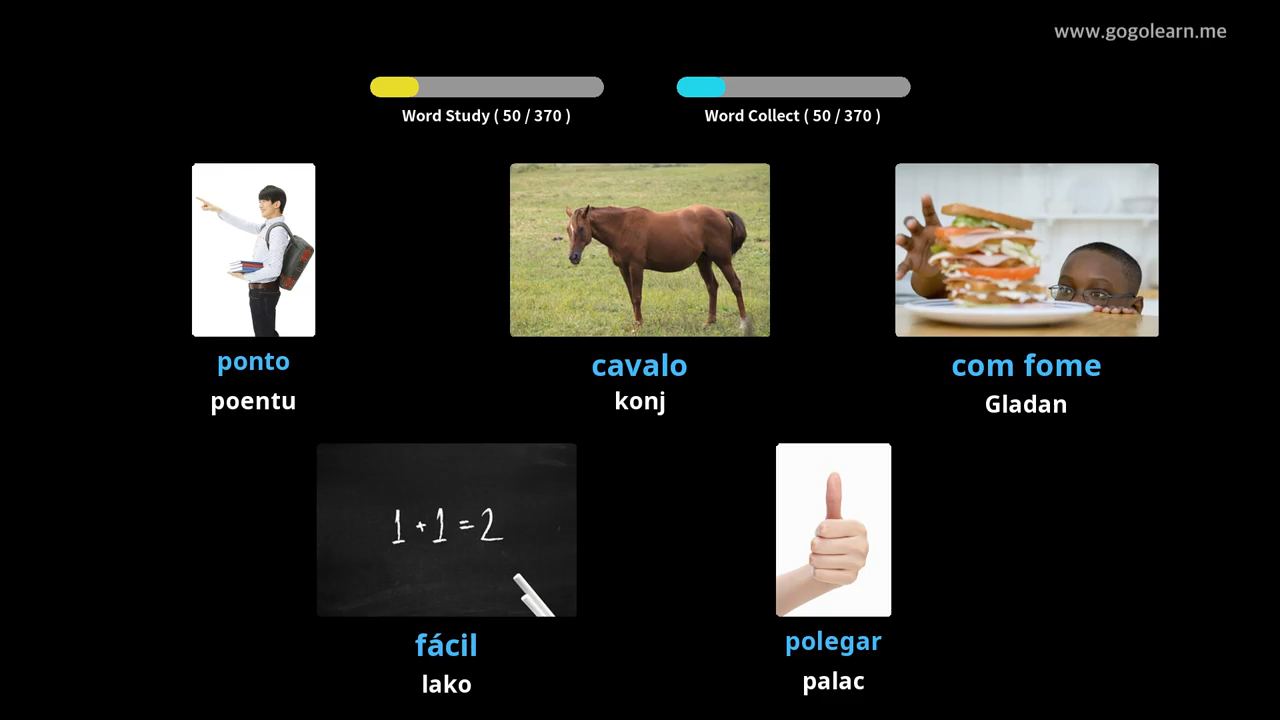 www.gogolearn.me
Word Study ( 50 / 370 )
Word Collect ( 50 / 370 )
ponto
poentu
cavalo
konj
com fome
Gladan
1 + 1 = 2
fácil
lako
polegar
palac